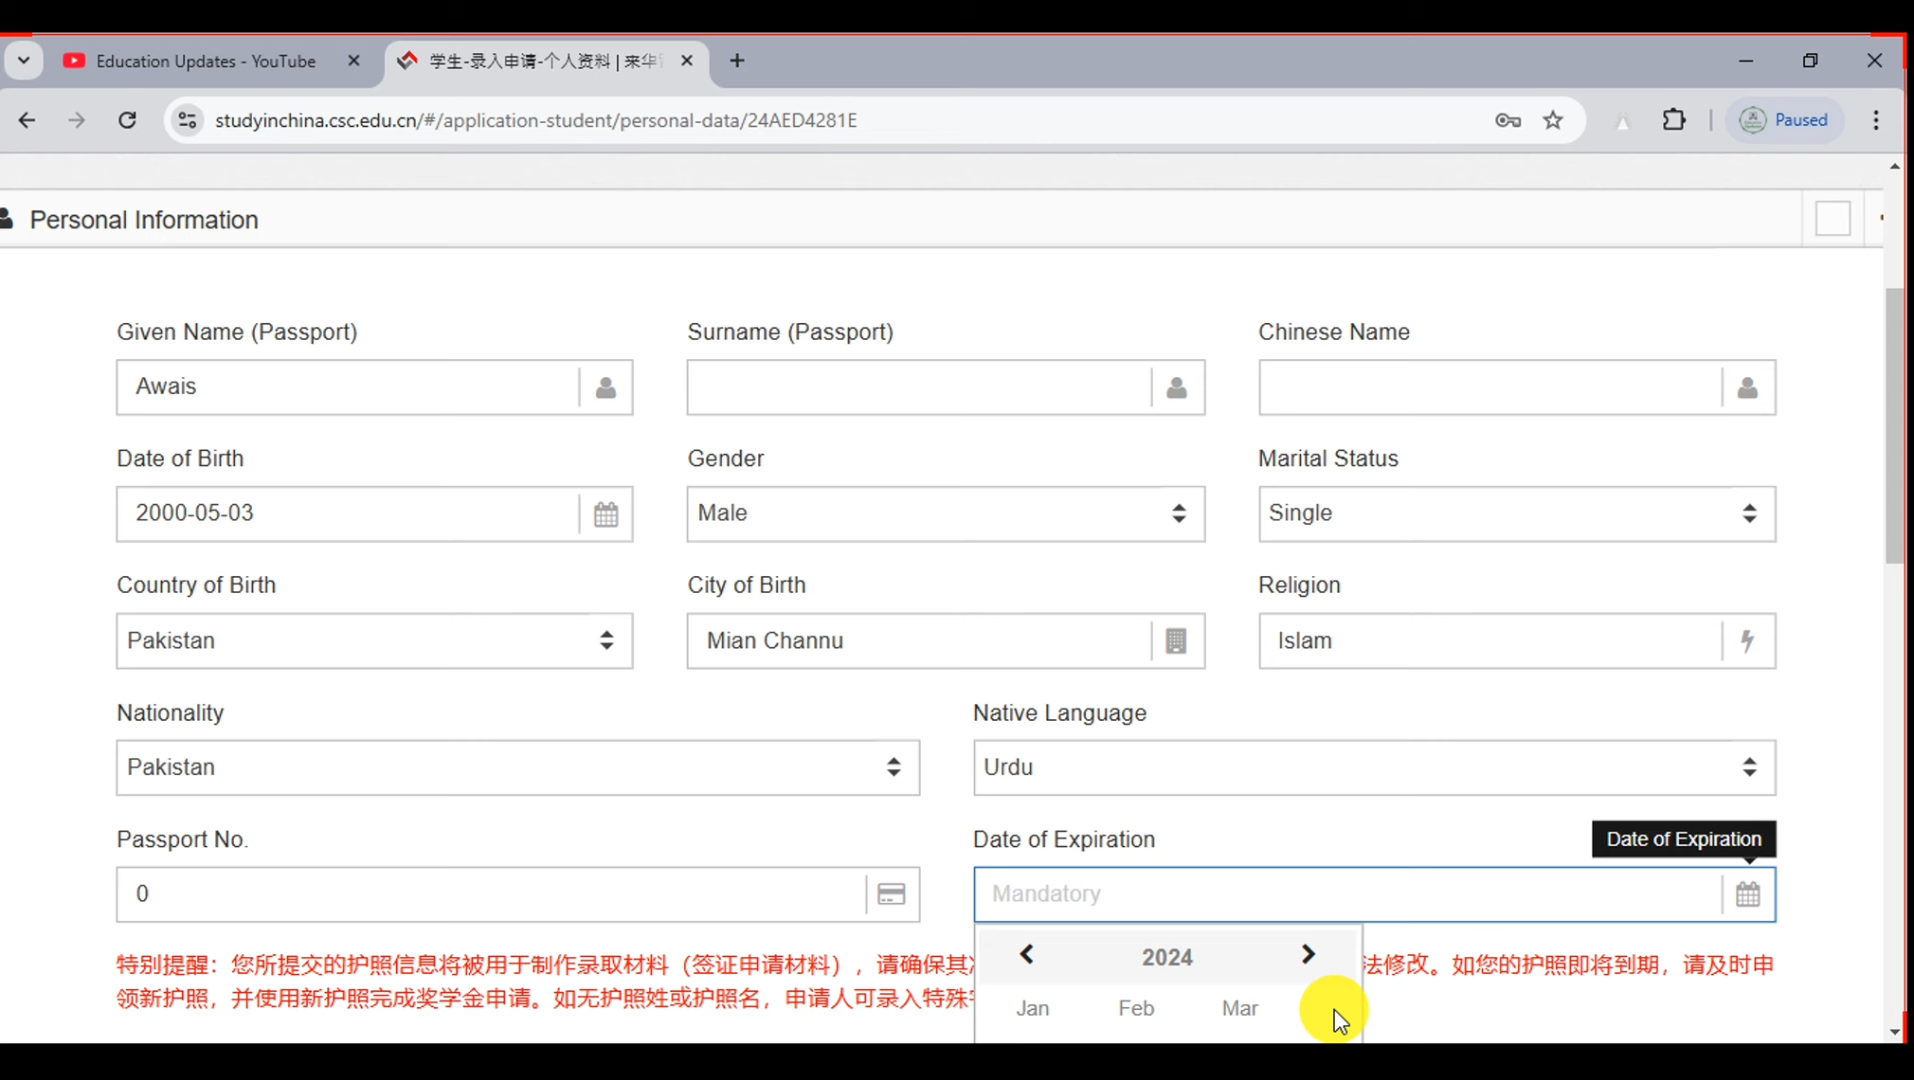 Education Updates - YouTube
学生-录入申请-个人资料 | 来华
studyinchina.csc.edu.cn/#/application-student/personal-data/24AED4281E
Paused
Personal Information
Given Name (Passport) Surname (Passport) Chinese Name
Awais
Date of Birth Gender Marital Status
2000-05-03 Male Single
Country of Birth City of Birth Religion
Pakistan Mian Channu Islam
Nationality Native Language
Pakistan Urdu
Passport No. Date of Expiration Date of Expiration
0 Mandatory
2024
特别提醒：您所提交的护照信息将被用于制作录取材料（签证申请材料），请确保其 法修改。如您的护照即将到期，请及时申
领新护照，并使用新护照完成奖学金申请。如无护照姓或护照名，申请人可录入特殊
Jan Feb Mar